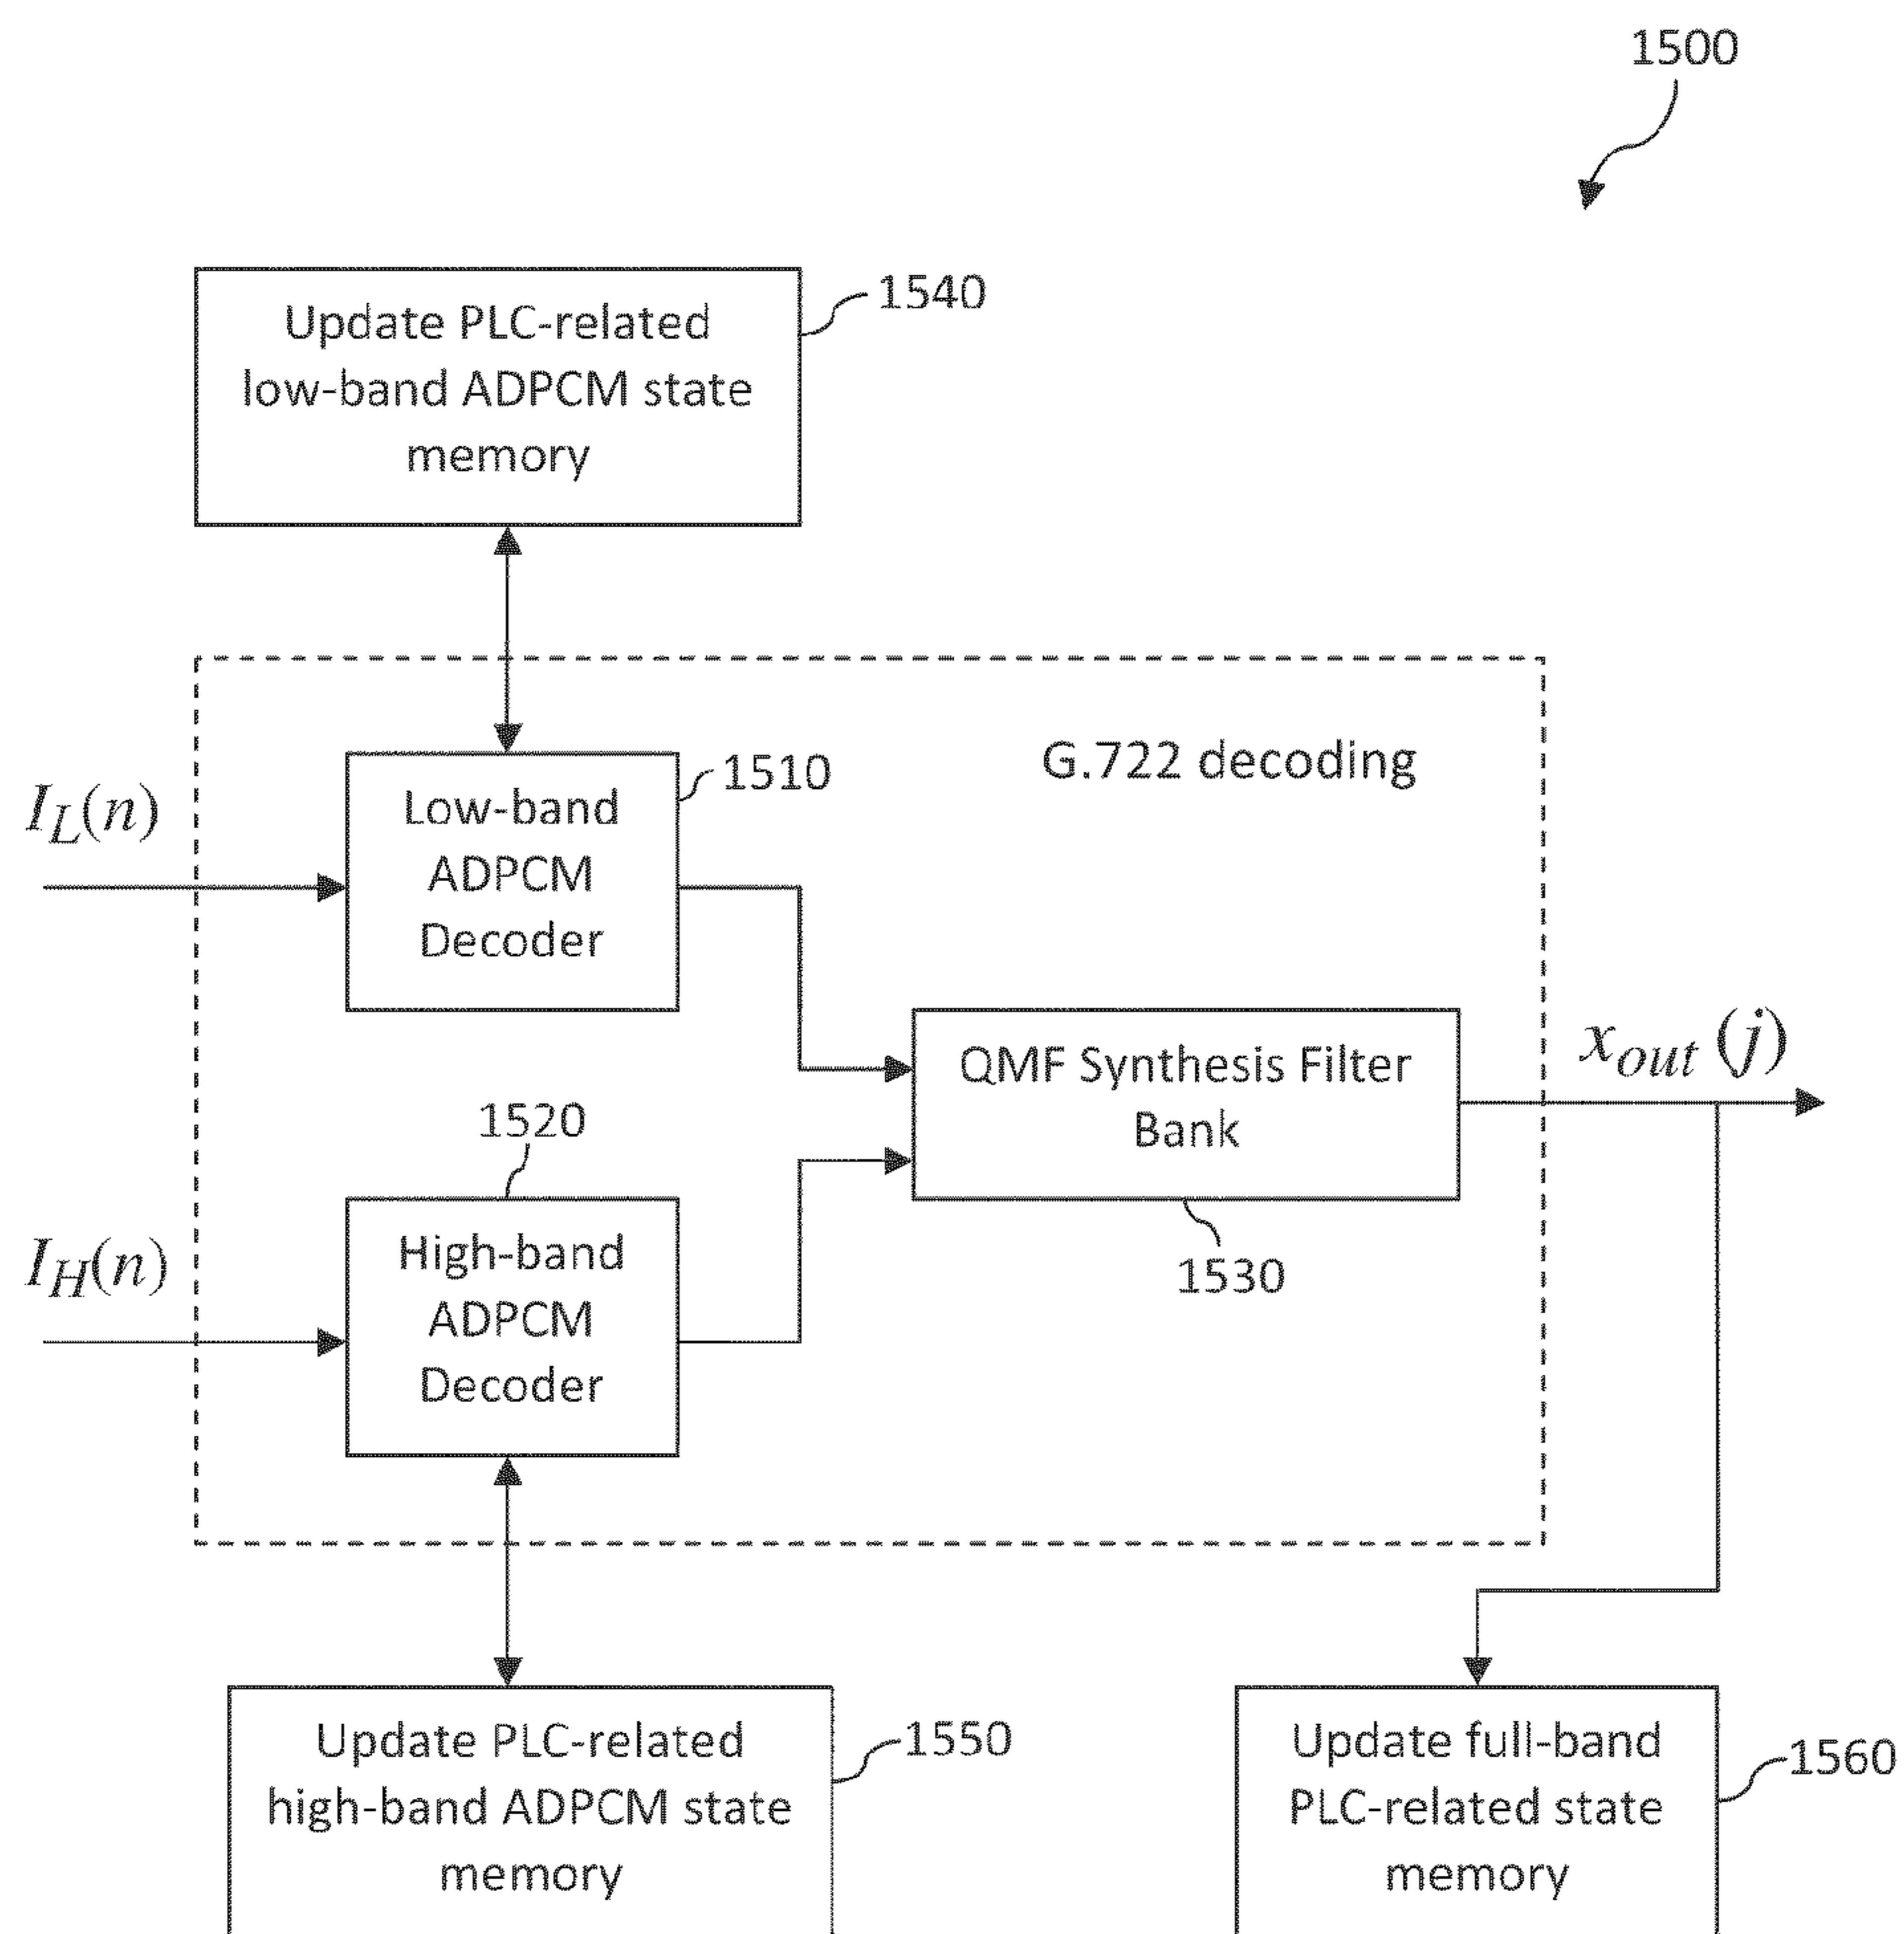 1500
1540
Update PLC-related
low-band ADPCM state
memory
G.722 decoding
1510
I_L(n)
Low-band
ADPCM
Decoder
x_out (j)
QMF Synthesis Filter
Bank
1520
1530
I_H(n)
High-band
ADPCM
Decoder
Update PLC-related
high-band ADPCM state
memory
1550
Update full-band
PLC-related state
memory
1560